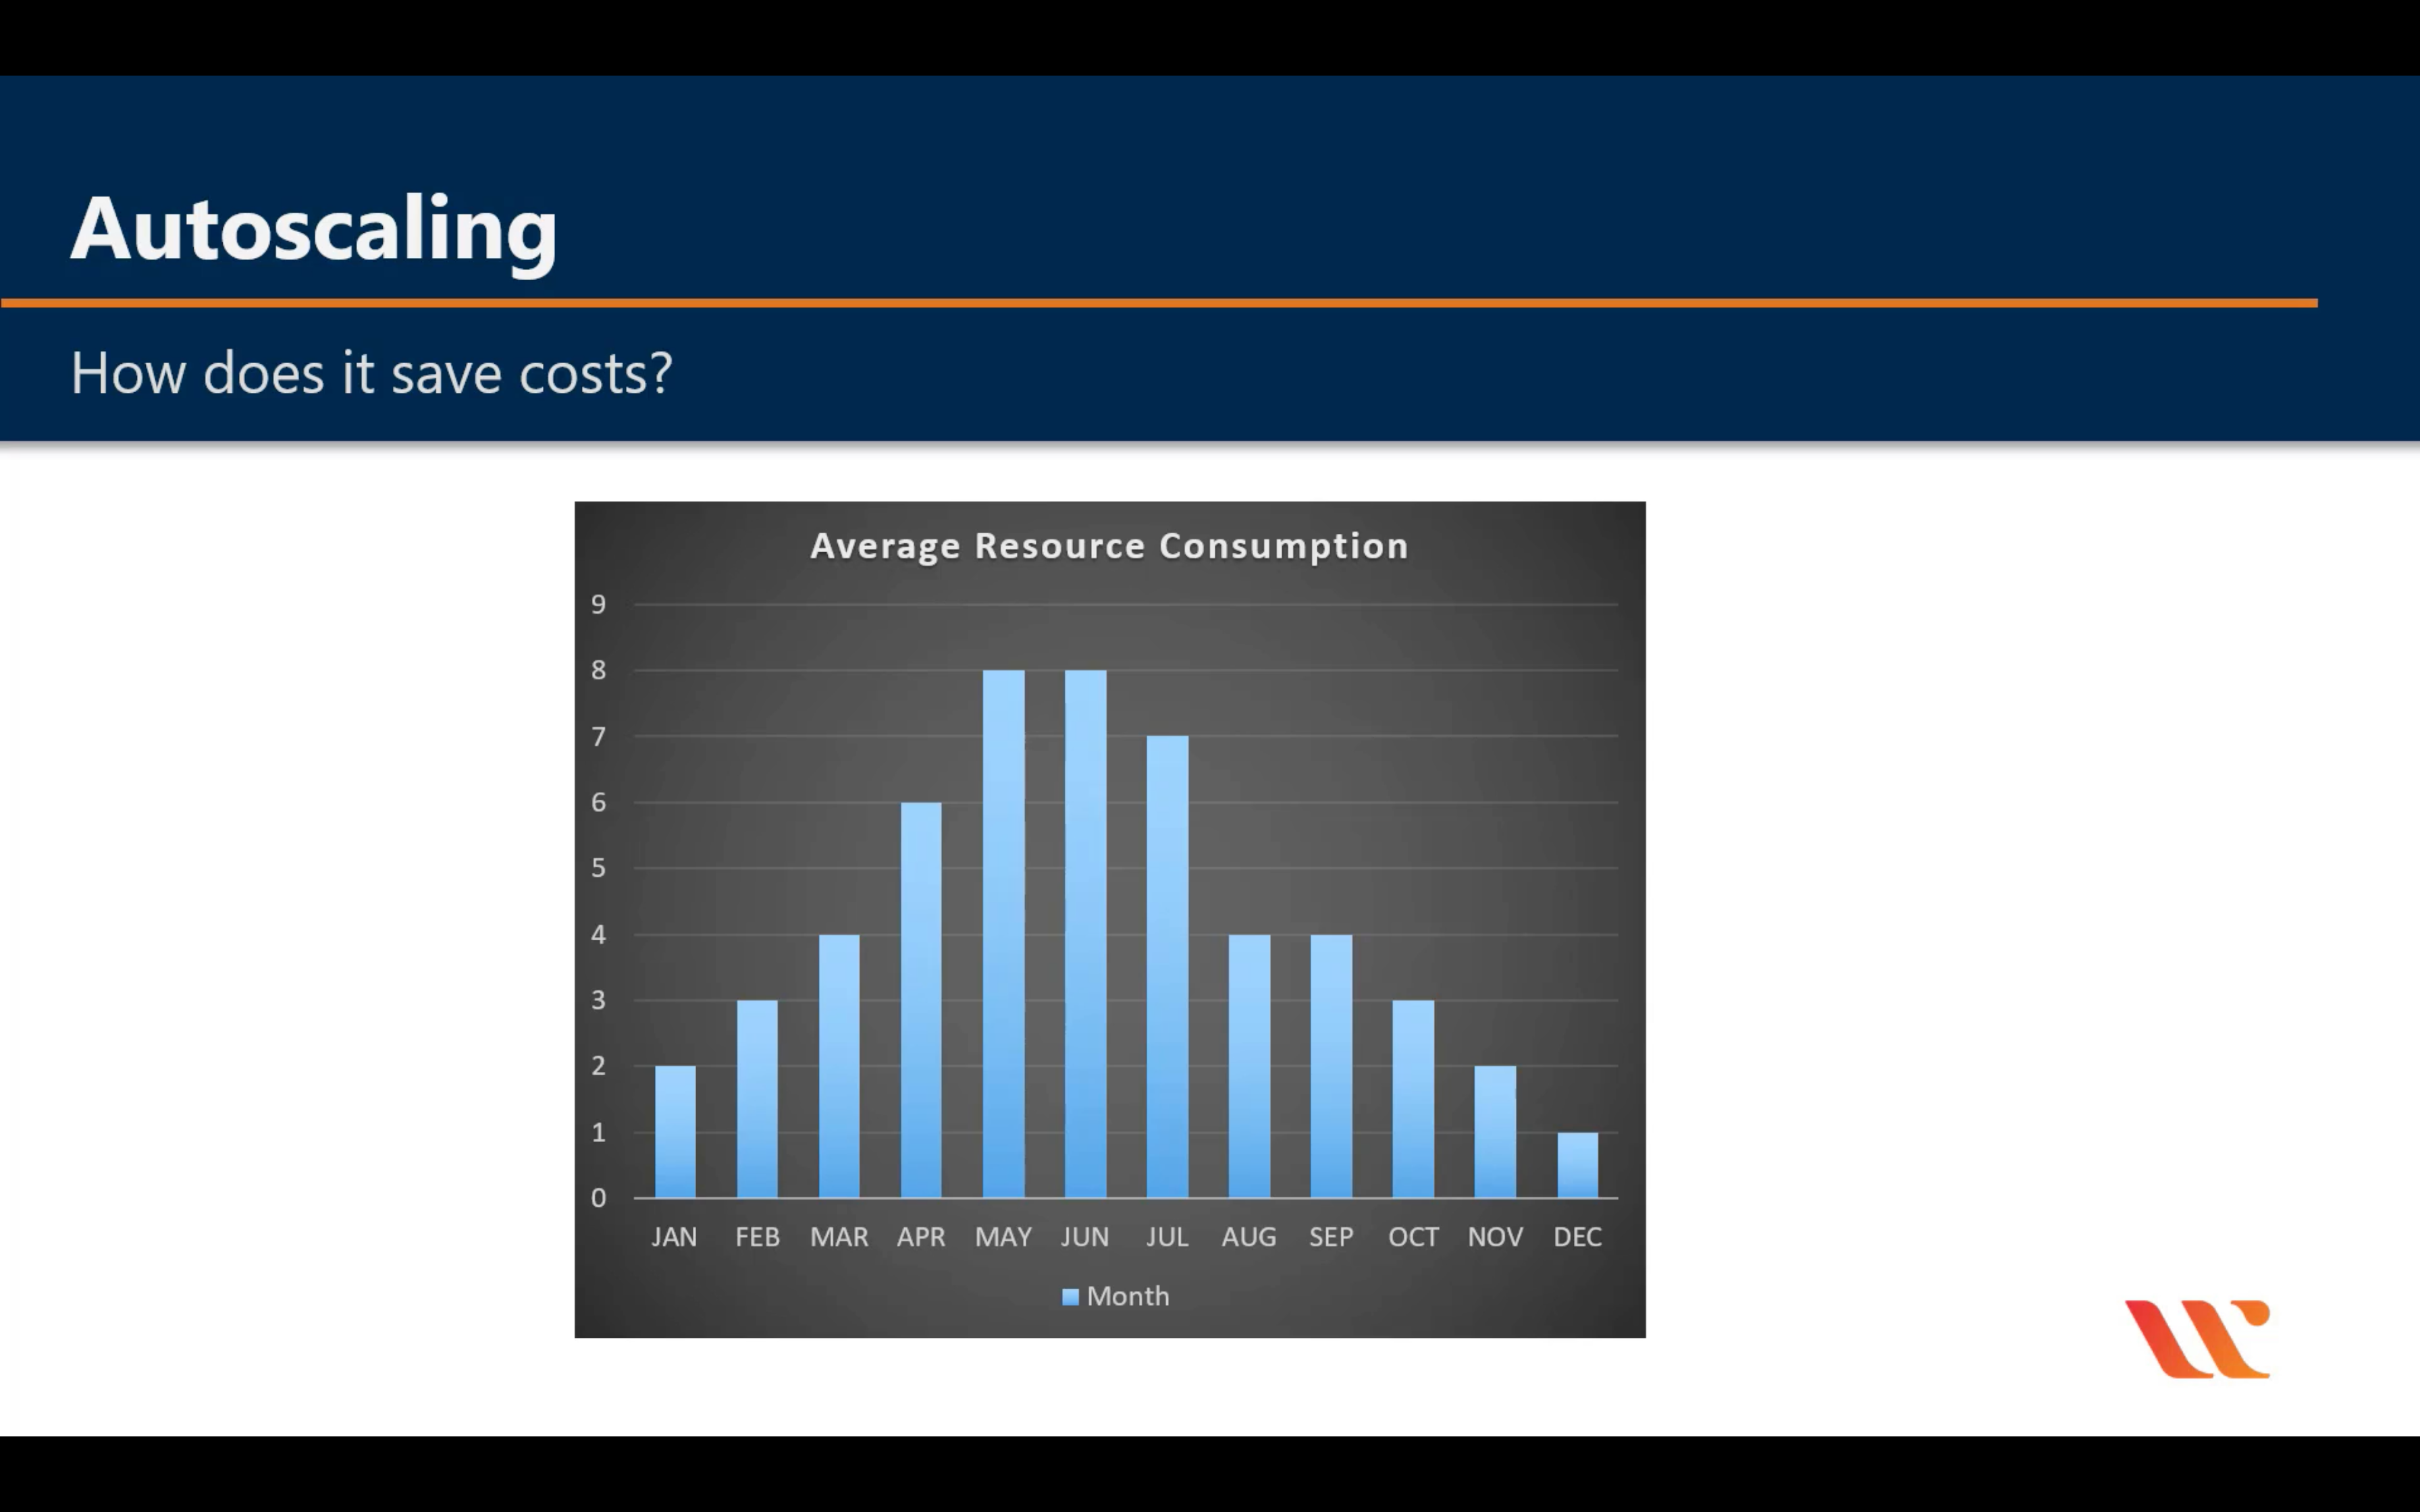 Autoscaling
How does it save costs?
Average Resource Consumption
9
8
7
6
5
4
3
2
1
0
JAN FEB MAR APR MAY JUN JUL AUG SEP OCT NOV DEC
Month